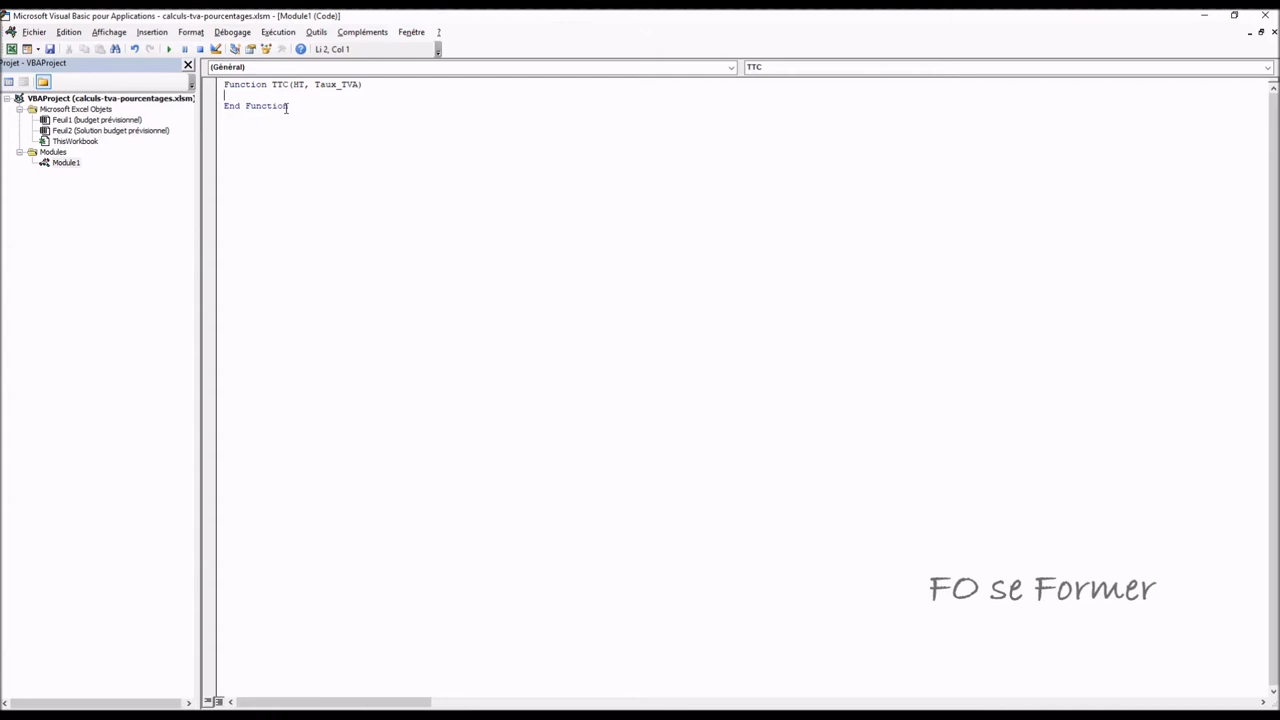 Microsoft Visual Basic pour Applications - calculs-tva-pourcentages.xlsm - [Module1 (Code)]
Fichier Edition Affichage Insertion Format Débogage Exécution Outils Compléments Fenêtre ?
Li 2, Col 1
Projet - VBAProject
(Général) TTC
VBAProject (calculs-tva-pourcentages.xlsm)
Microsoft Excel Objets
Feuil1 (budget prévisionnel)
Feuil2 (Solution budget prévisionnel)
ThisWorkbook
Modules
Module1
Function TTC(HT, Taux_TVA)
End Function
FO se Former